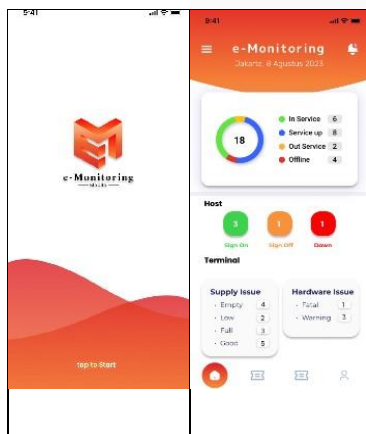 9:41
e-Monitoring
tap to Start
9:41
e-Monitoring
Jakarta, 8 Agustus 2023
18
In Service 6
Service up 8
Out Service 2
Offline 4
Host
3
1
1
Sign On
Sign Off
Down
Terminal
Supply Issue
Empty 4
Low 2
Full 3
Good 5
Hardware Issue
Fatal 1
Warning 3